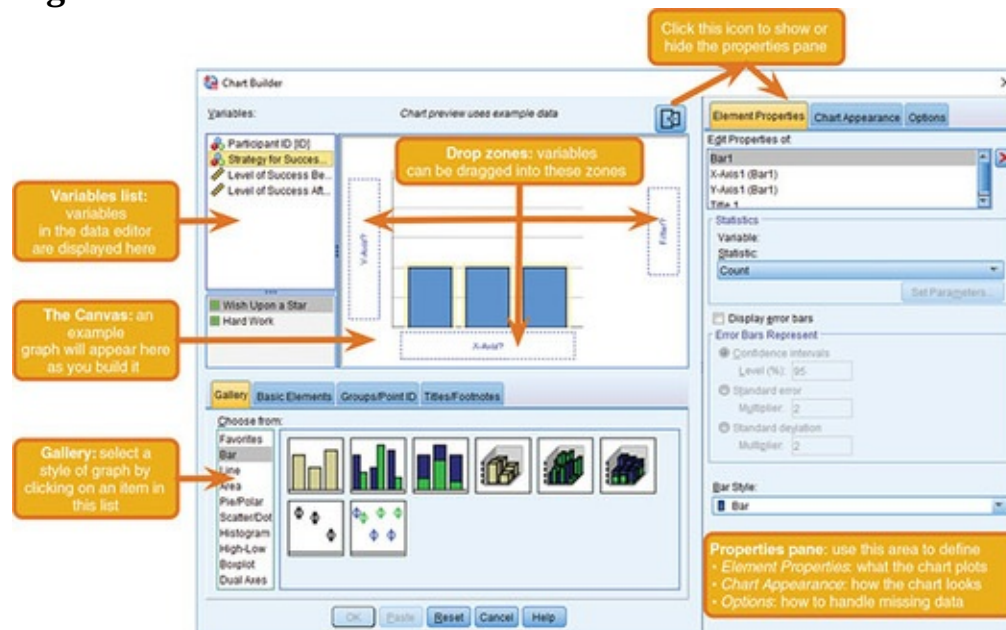 Click this icon to show or
hide the properties pane
Chart Builder
Variables:
Chart preview uses example data
Participant ID [ID]
Strategy for Succes...
Level of Success Be...
Level of Success Aft...
Drop zones: variables
can be dragged into these zones
Variables list:
variables
in the data editor
are displayed here
Y-Axis?
Filter?
X-Axis?
Wish Upon a Star
Hard Work
The Canvas: an
example
graph will appear here
as you build it
Gallery
Basic Elements
Groups/Point ID
Titles/Footnotes
Choose from:
Favorites
Bar
Line
Area
Pie/Polar
Scatter/Dot
Histogram
High-Low
Boxplot
Dual Axes
Gallery: select a
style of graph by
clicking on an item in
this list
OK
Paste
Reset
Cancel
Help
Element Properties
Chart Appearance
Options
Edit Properties of:
Bar1
X-Axis1 (Bar1)
Y-Axis1 (Bar1)
Title 1
Statistics
Variable:
Statistic:
Count
Set Parameters...
Display error bars
Error Bars Represent
Confidence intervals
Level (%): 95
Standard error
Multiplier: 2
Standard deviation
Multiplier: 2
Bar Style:
Bar
Properties pane: use this area to define
• Element Properties: what the chart plots
• Chart Appearance: how the chart looks
• Options: how to handle missing data